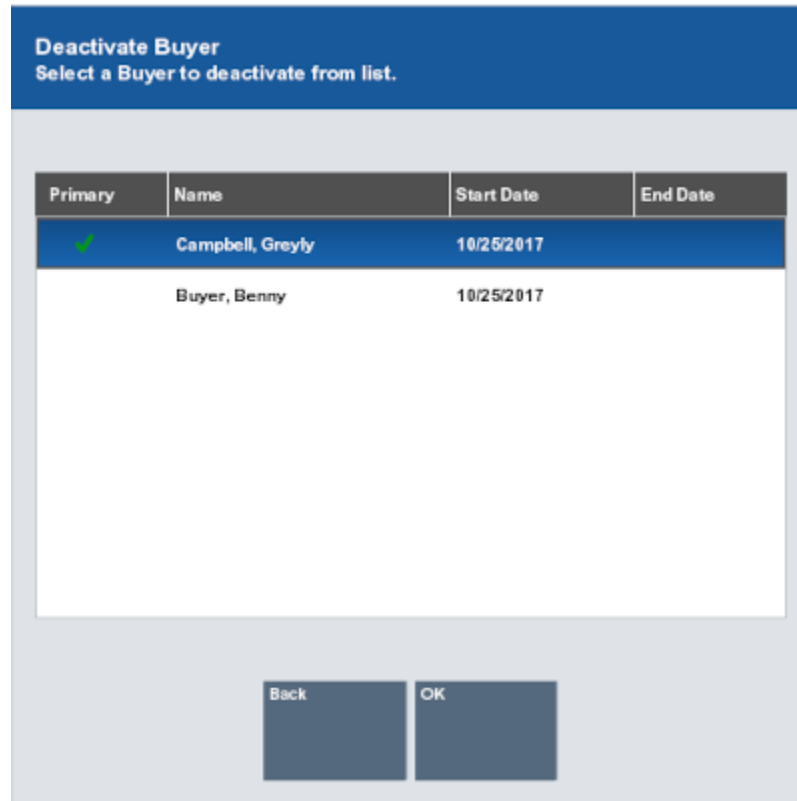 Deactivate Buyer
Select a Buyer to deactivate from list.
Primary Name Start Date End Date
Campbell, Greyly 10/25/2017
Buyer, Benny 10/25/2017
Back OK